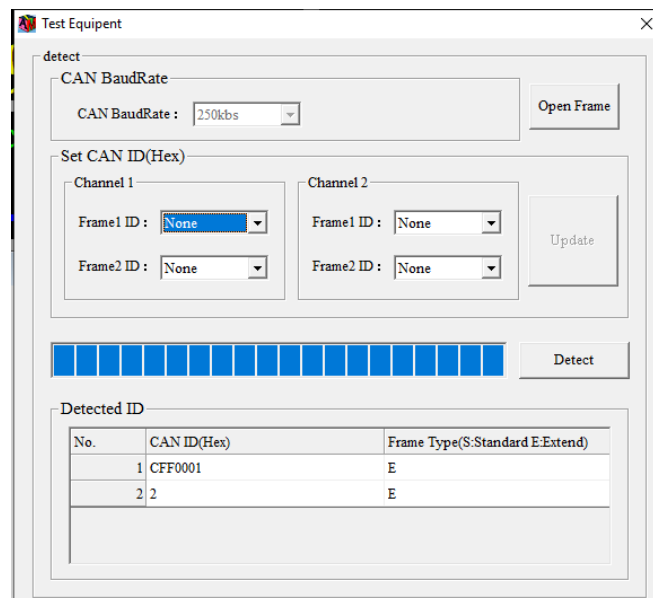 Test Equipent
detect
CAN BaudRate
CAN BaudRate : 250kbs
Open Frame
Set CAN ID(Hex)
Channel 1
Channel 2
Frame1 ID : None
Frame1 ID : None
Update
Frame2 ID : None
Frame2 ID : None
Detect
Detected ID
No. CAN ID(Hex) Frame Type(S:Standard E:Extend)
1 CFF0001 E
2 2 E